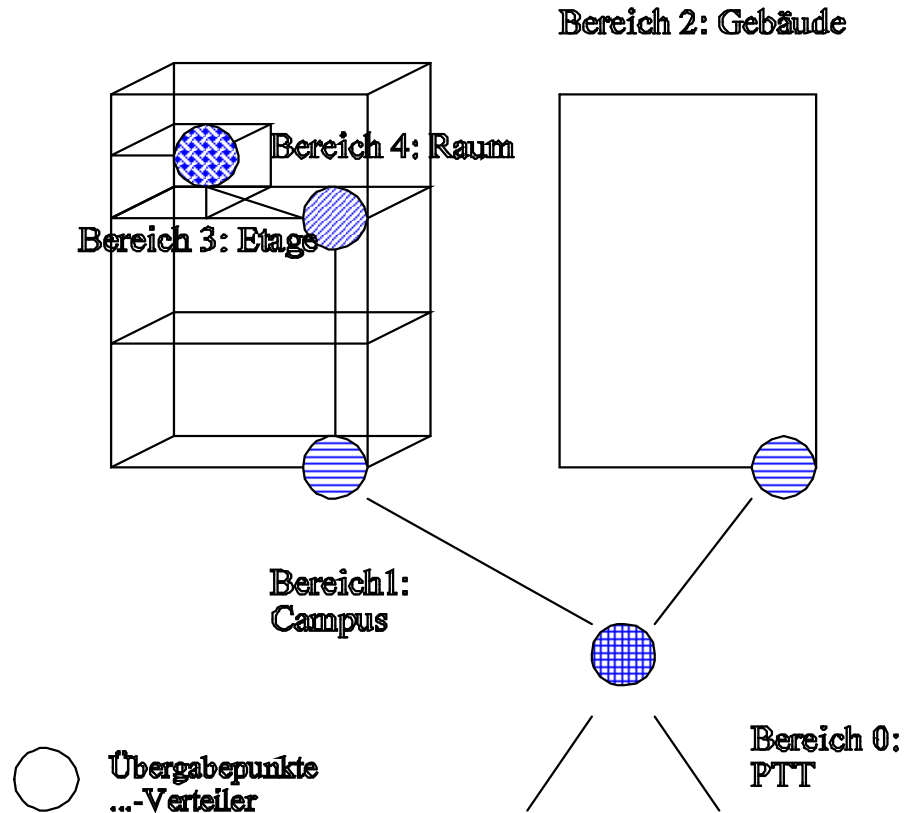 Bereich 2: Gebäude
Bereich 4: Raum
Bereich 3: Etage
Bereich1:
Campus
Bereich 0:
PTT
Übergabepunkte
...-Verteiler